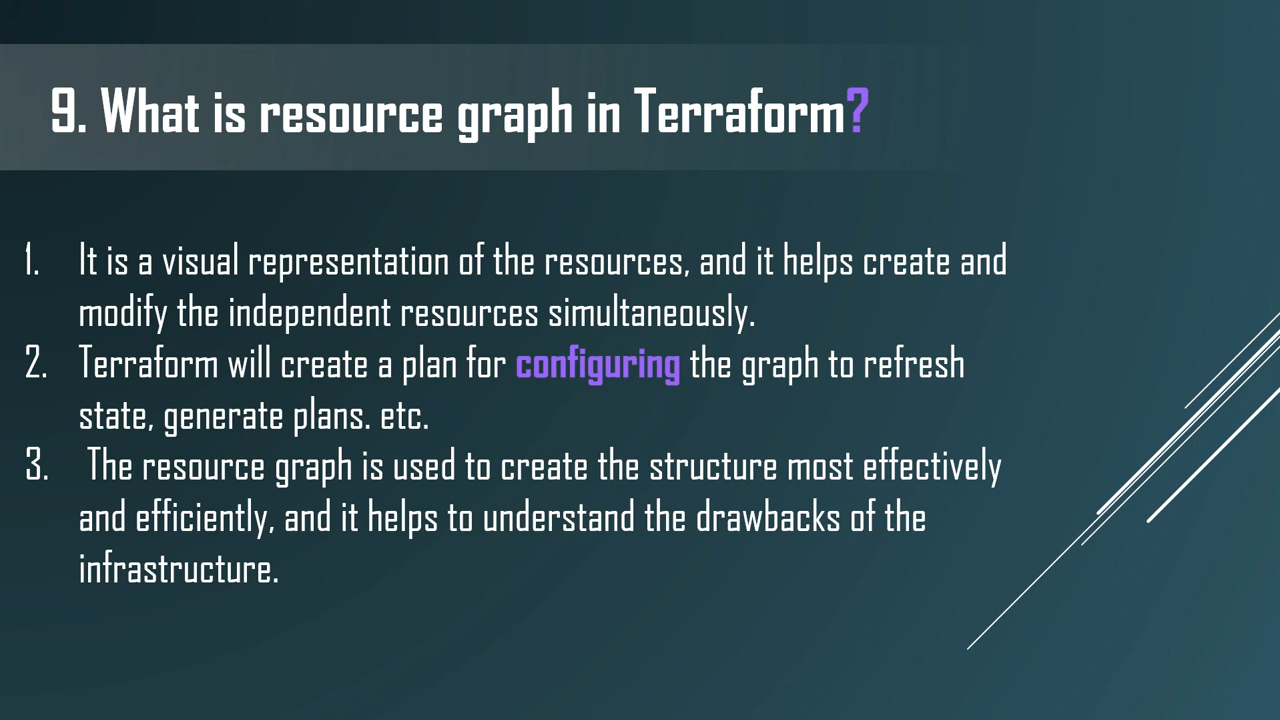 9. What is resource graph in Terraform?
1. It is a visual representation of the resources, and it helps create and
modify the independent resources simultaneously.
2. Terraform will create a plan for configuring the graph to refresh
state, generate plans. etc.
3. The resource graph is used to create the structure most effectively
and efficiently, and it helps to understand the drawbacks of the
infrastructure.